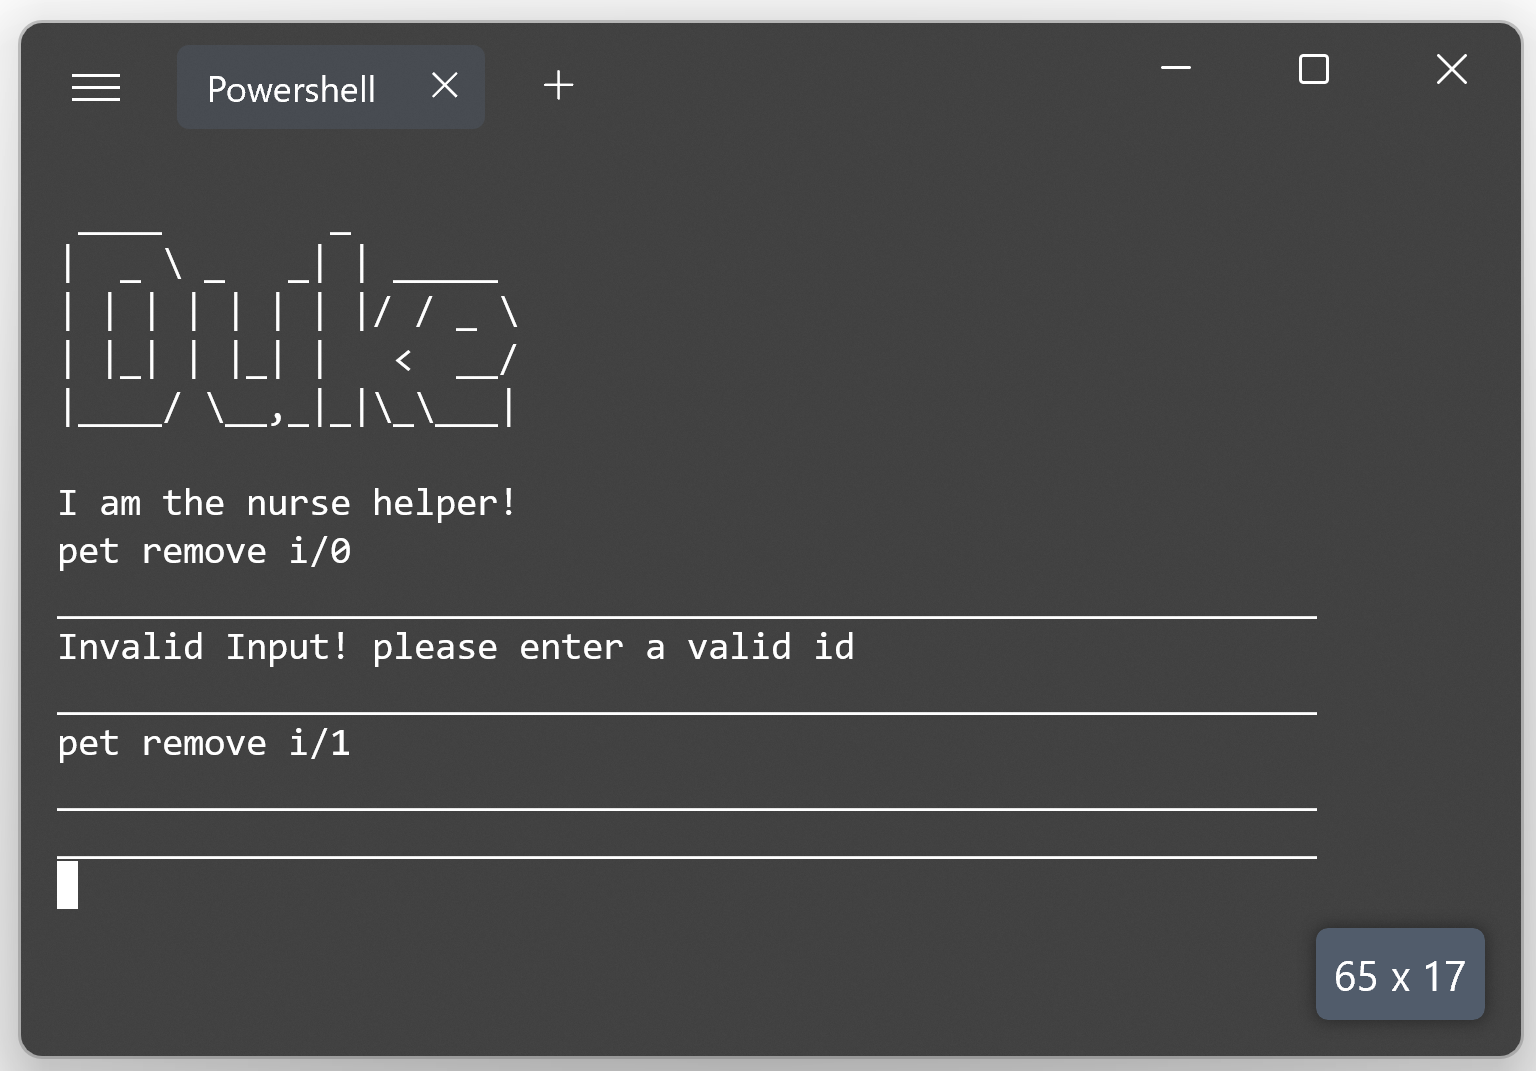 Powershell
 ____        _
|  _ \ _   _| | _____
| | | | | | | |/ / _ \
| |_| | |_| |   <  __/
|____/ \__,_|_|\_\___|
I am the nurse helper!
pet remove i/0
____________________________________________________________
Invalid Input! please enter a valid id
____________________________________________________________
pet remove i/1
____________________________________________________________
____________________________________________________________
65 x 17